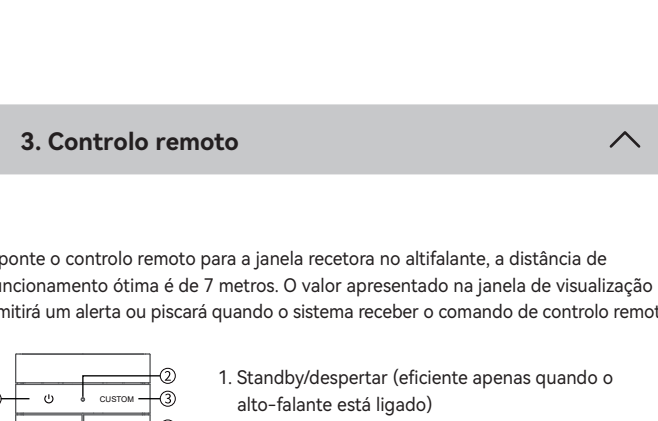 3. Controlo remoto
ponte o controlo remoto para a janela recetora no altifalante, a distância de
ncionamento ótima é de 7 metros. O valor apresentado na janela de visualização
mitirá um alerta ou piscará quando o sistema receber o comando de controlo remot
2
CUSTOM
3
1. Standby/despertar (eficiente apenas quando o
alto-falante está ligado)